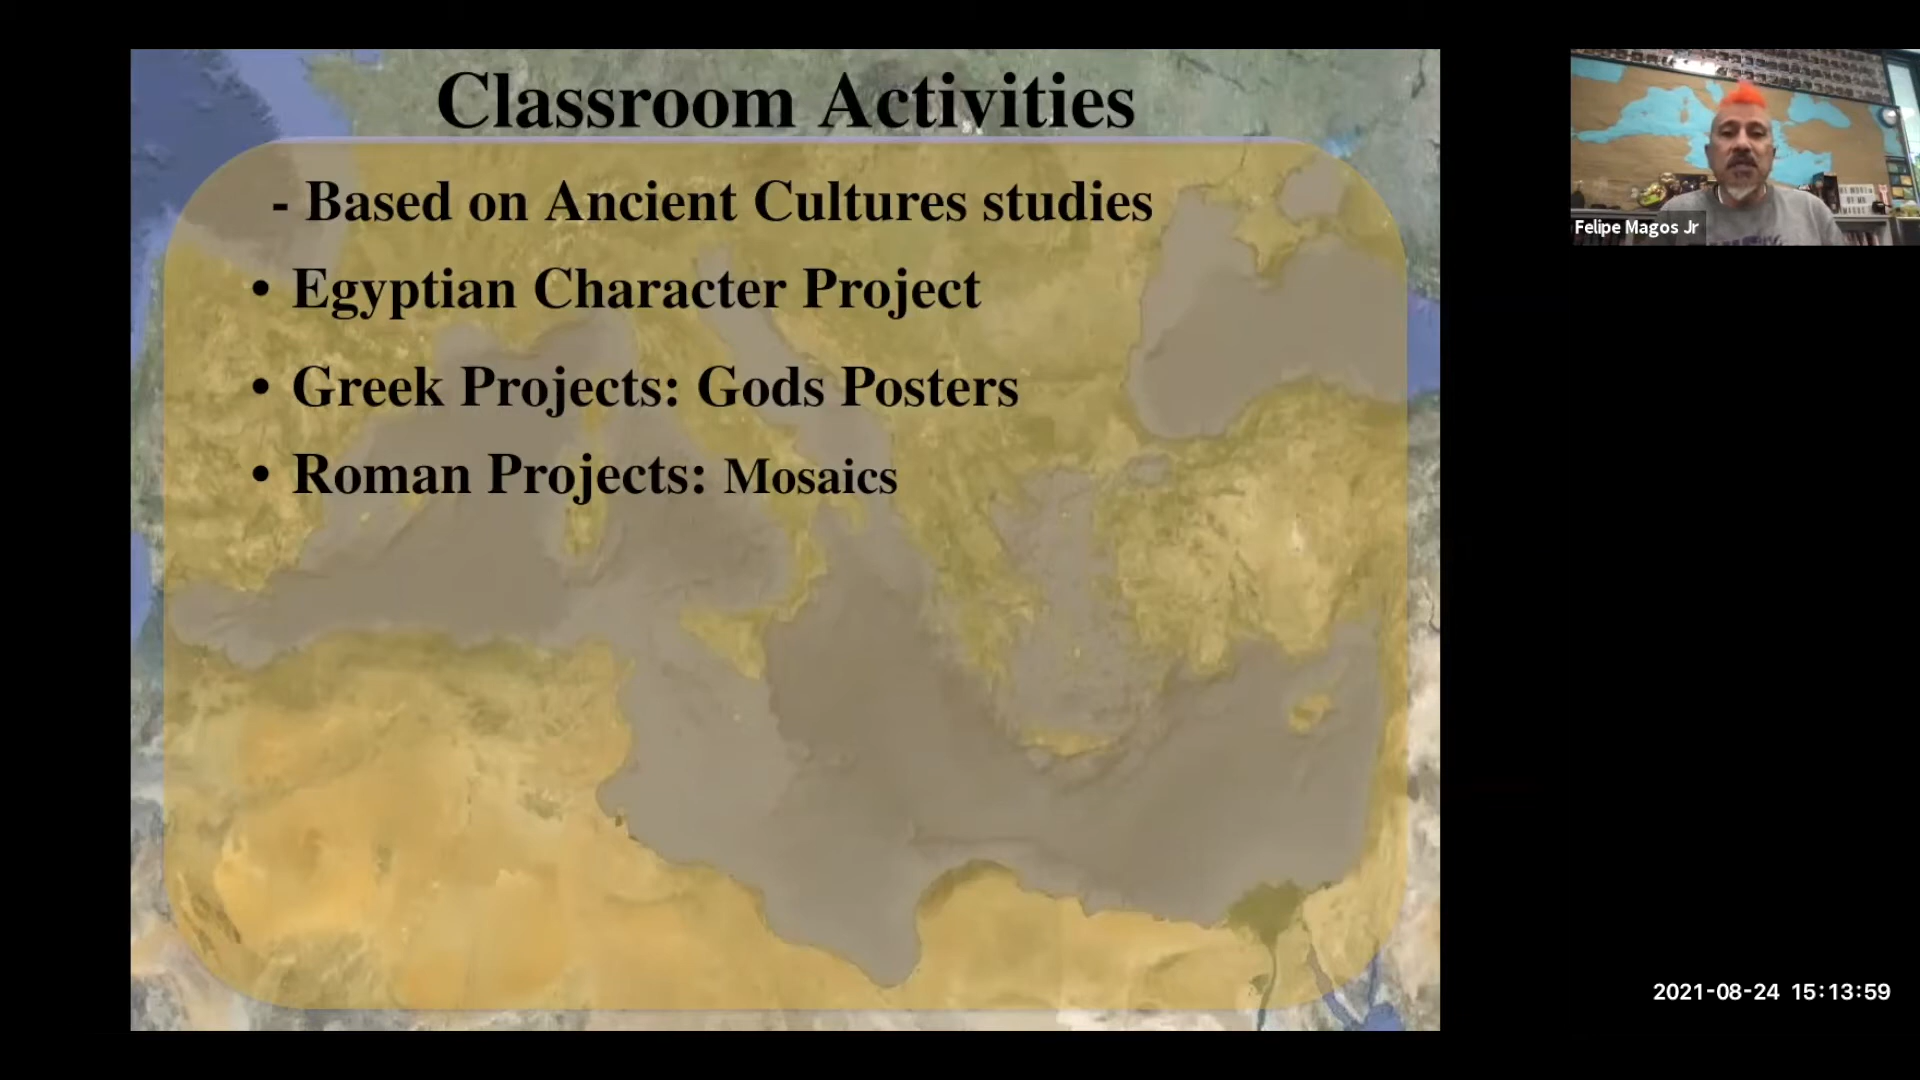 Classroom Activities
- Based on Ancient Cultures studies
• Egyptian Character Project
• Greek Projects: Gods Posters
• Roman Projects: Mosaics
Felipe Magos Jr
2021-08-24 15:13:59